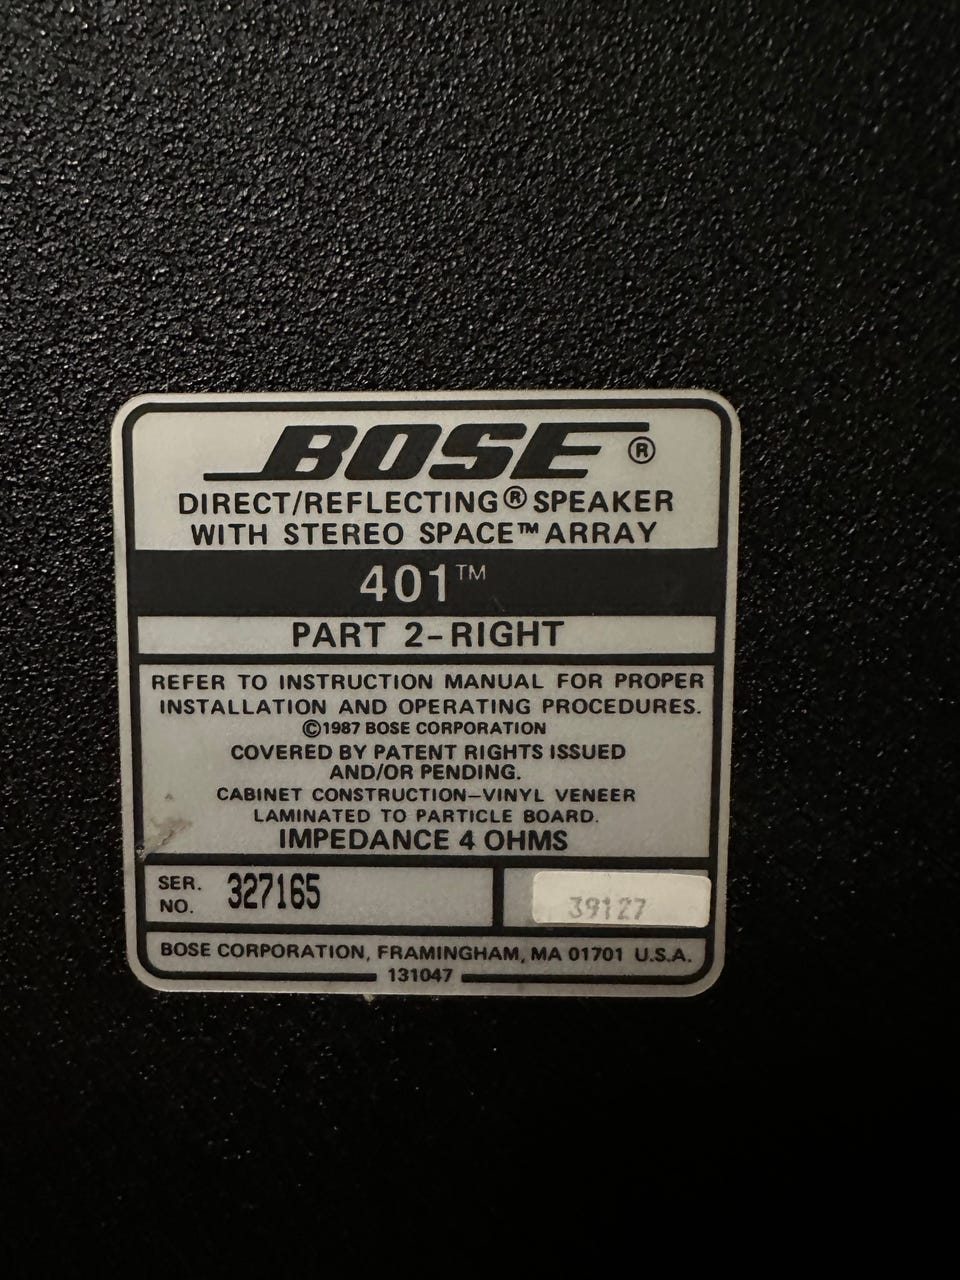 BOSE®
DIRECT/REFLECTING® SPEAKER
WITH STEREO SPACE™ ARRAY
401™
PART 2-RIGHT
REFER TO INSTRUCTION MANUAL FOR PROPER
INSTALLATION AND OPERATING PROCEDURES.
©1987 BOSE CORPORATION
COVERED BY PATENT RIGHTS ISSUED
AND/OR PENDING.
CABINET CONSTRUCTION–VINYL VENEER
LAMINATED TO PARTICLE BOARD.
IMPEDANCE 4 OHMS
SER. NO. 327165
39127
BOSE CORPORATION, FRAMINGHAM, MA 01701 U.S.A.
131047